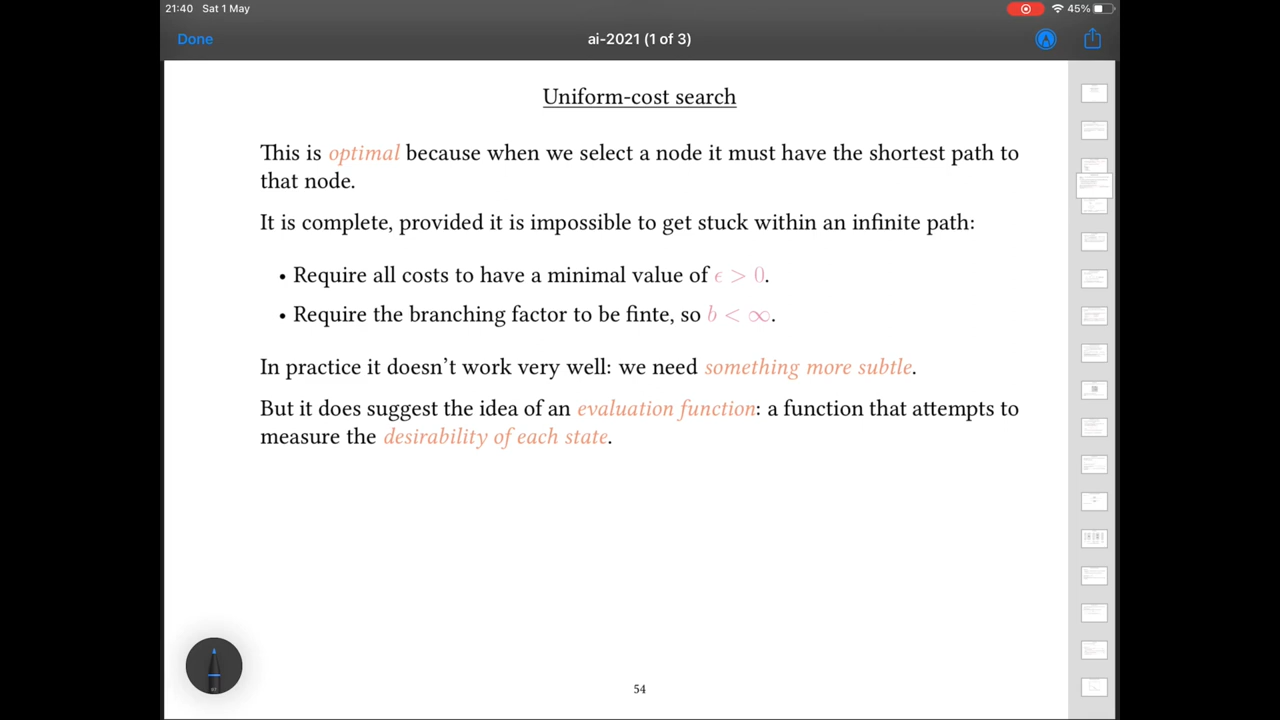 21:40 Sat 1 May
45%
Done
ai-2021 (1 of 3)
Uniform-cost search
This is optimal because when we select a node it must have the shortest path to
that node.
It is complete, provided it is impossible to get stuck within an infinite path:
• Require all costs to have a minimal value of ϵ > 0.
• Require the branching factor to be finte, so b < ∞.
In practice it doesn't work very well: we need something more subtle.
But it does suggest the idea of an evaluation function: a function that attempts to
measure the desirability of each state.
54